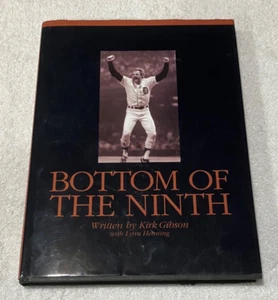 BOTTOM OF
THE NINTH
Written by Kirk Gibson
with Lynn Henning